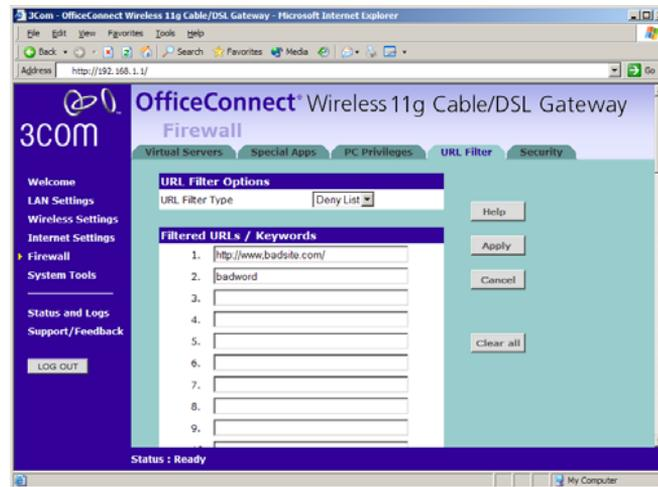 3Com - OfficeConnect Wireless 11g Cable/DSL Gateway - Microsoft Internet Explorer
File Edit View Favorites Tools Help
Back Search Favorites Media
Address http://192.168.1.1/ Go
3COM
OfficeConnect® Wireless 11g Cable/DSL Gateway
Firewall
Virtual Servers Special Apps PC Privileges URL Filter Security
Welcome
LAN Settings
Wireless Settings
Internet Settings
Firewall
System Tools
Status and Logs
Support/Feedback
LOG OUT
URL Filter Options
URL Filter Type Deny List
Filtered URLs / Keywords
1. http://www.badsite.com/
2. badword
3.
4.
5.
6.
7.
8.
9.
Help
Apply
Cancel
Clear all
Status : Ready
My Computer